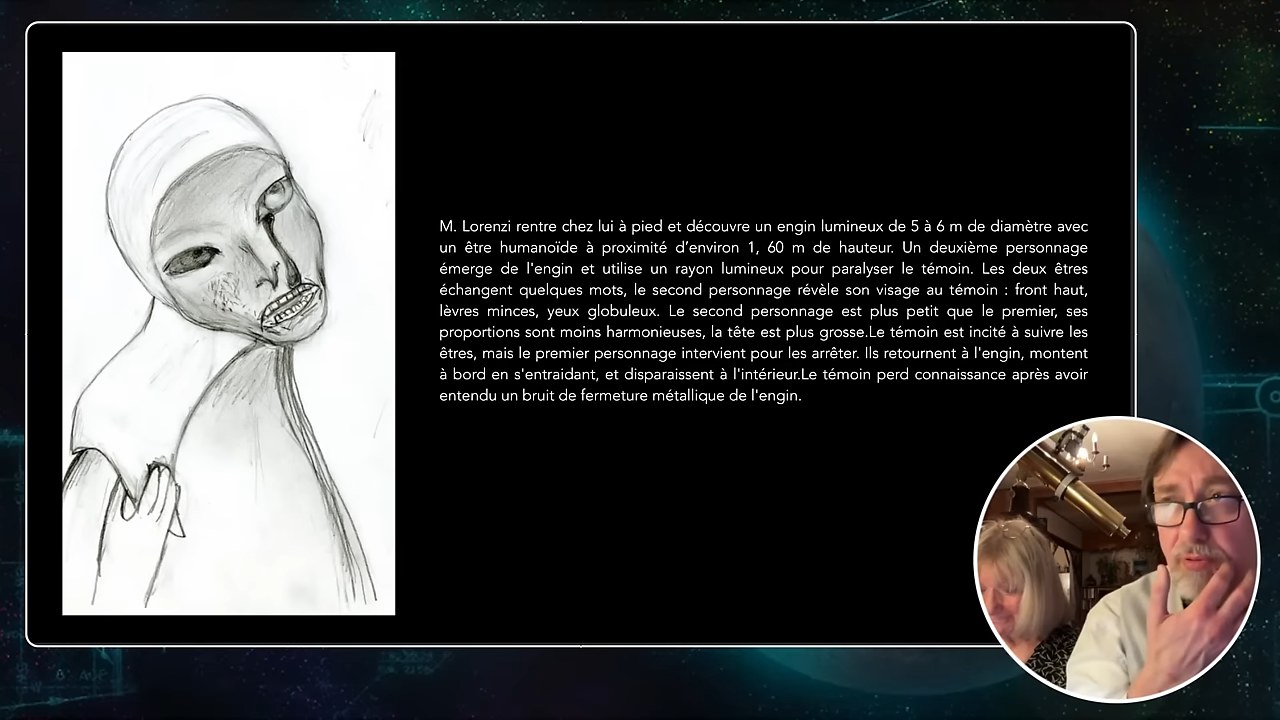 M. Lorenzi rentre chez lui à pied et découvre un engin lumineux de 5 à 6 m de diamètre avec
un être humanoïde à proximité d'environ 1, 60 m de hauteur. Un deuxième personnage
émerge de l'engin et utilise un rayon lumineux pour paralyser le témoin. Les deux êtres
échangent quelques mots, le second personnage révèle son visage au témoin : front haut,
lèvres minces, yeux globuleux. Le second personnage est plus petit que le premier, ses
proportions sont moins harmonieuses, la tête est plus grosse.Le témoin est incité à suivre les
êtres, mais le premier personnage intervient pour les arrêter. Ils retournent à l'engin, montent
à bord en s'entraidant, et disparaissent à l'intérieur.Le témoin perd connaissance après avoir
entendu un bruit de fermeture métallique de l'engin.